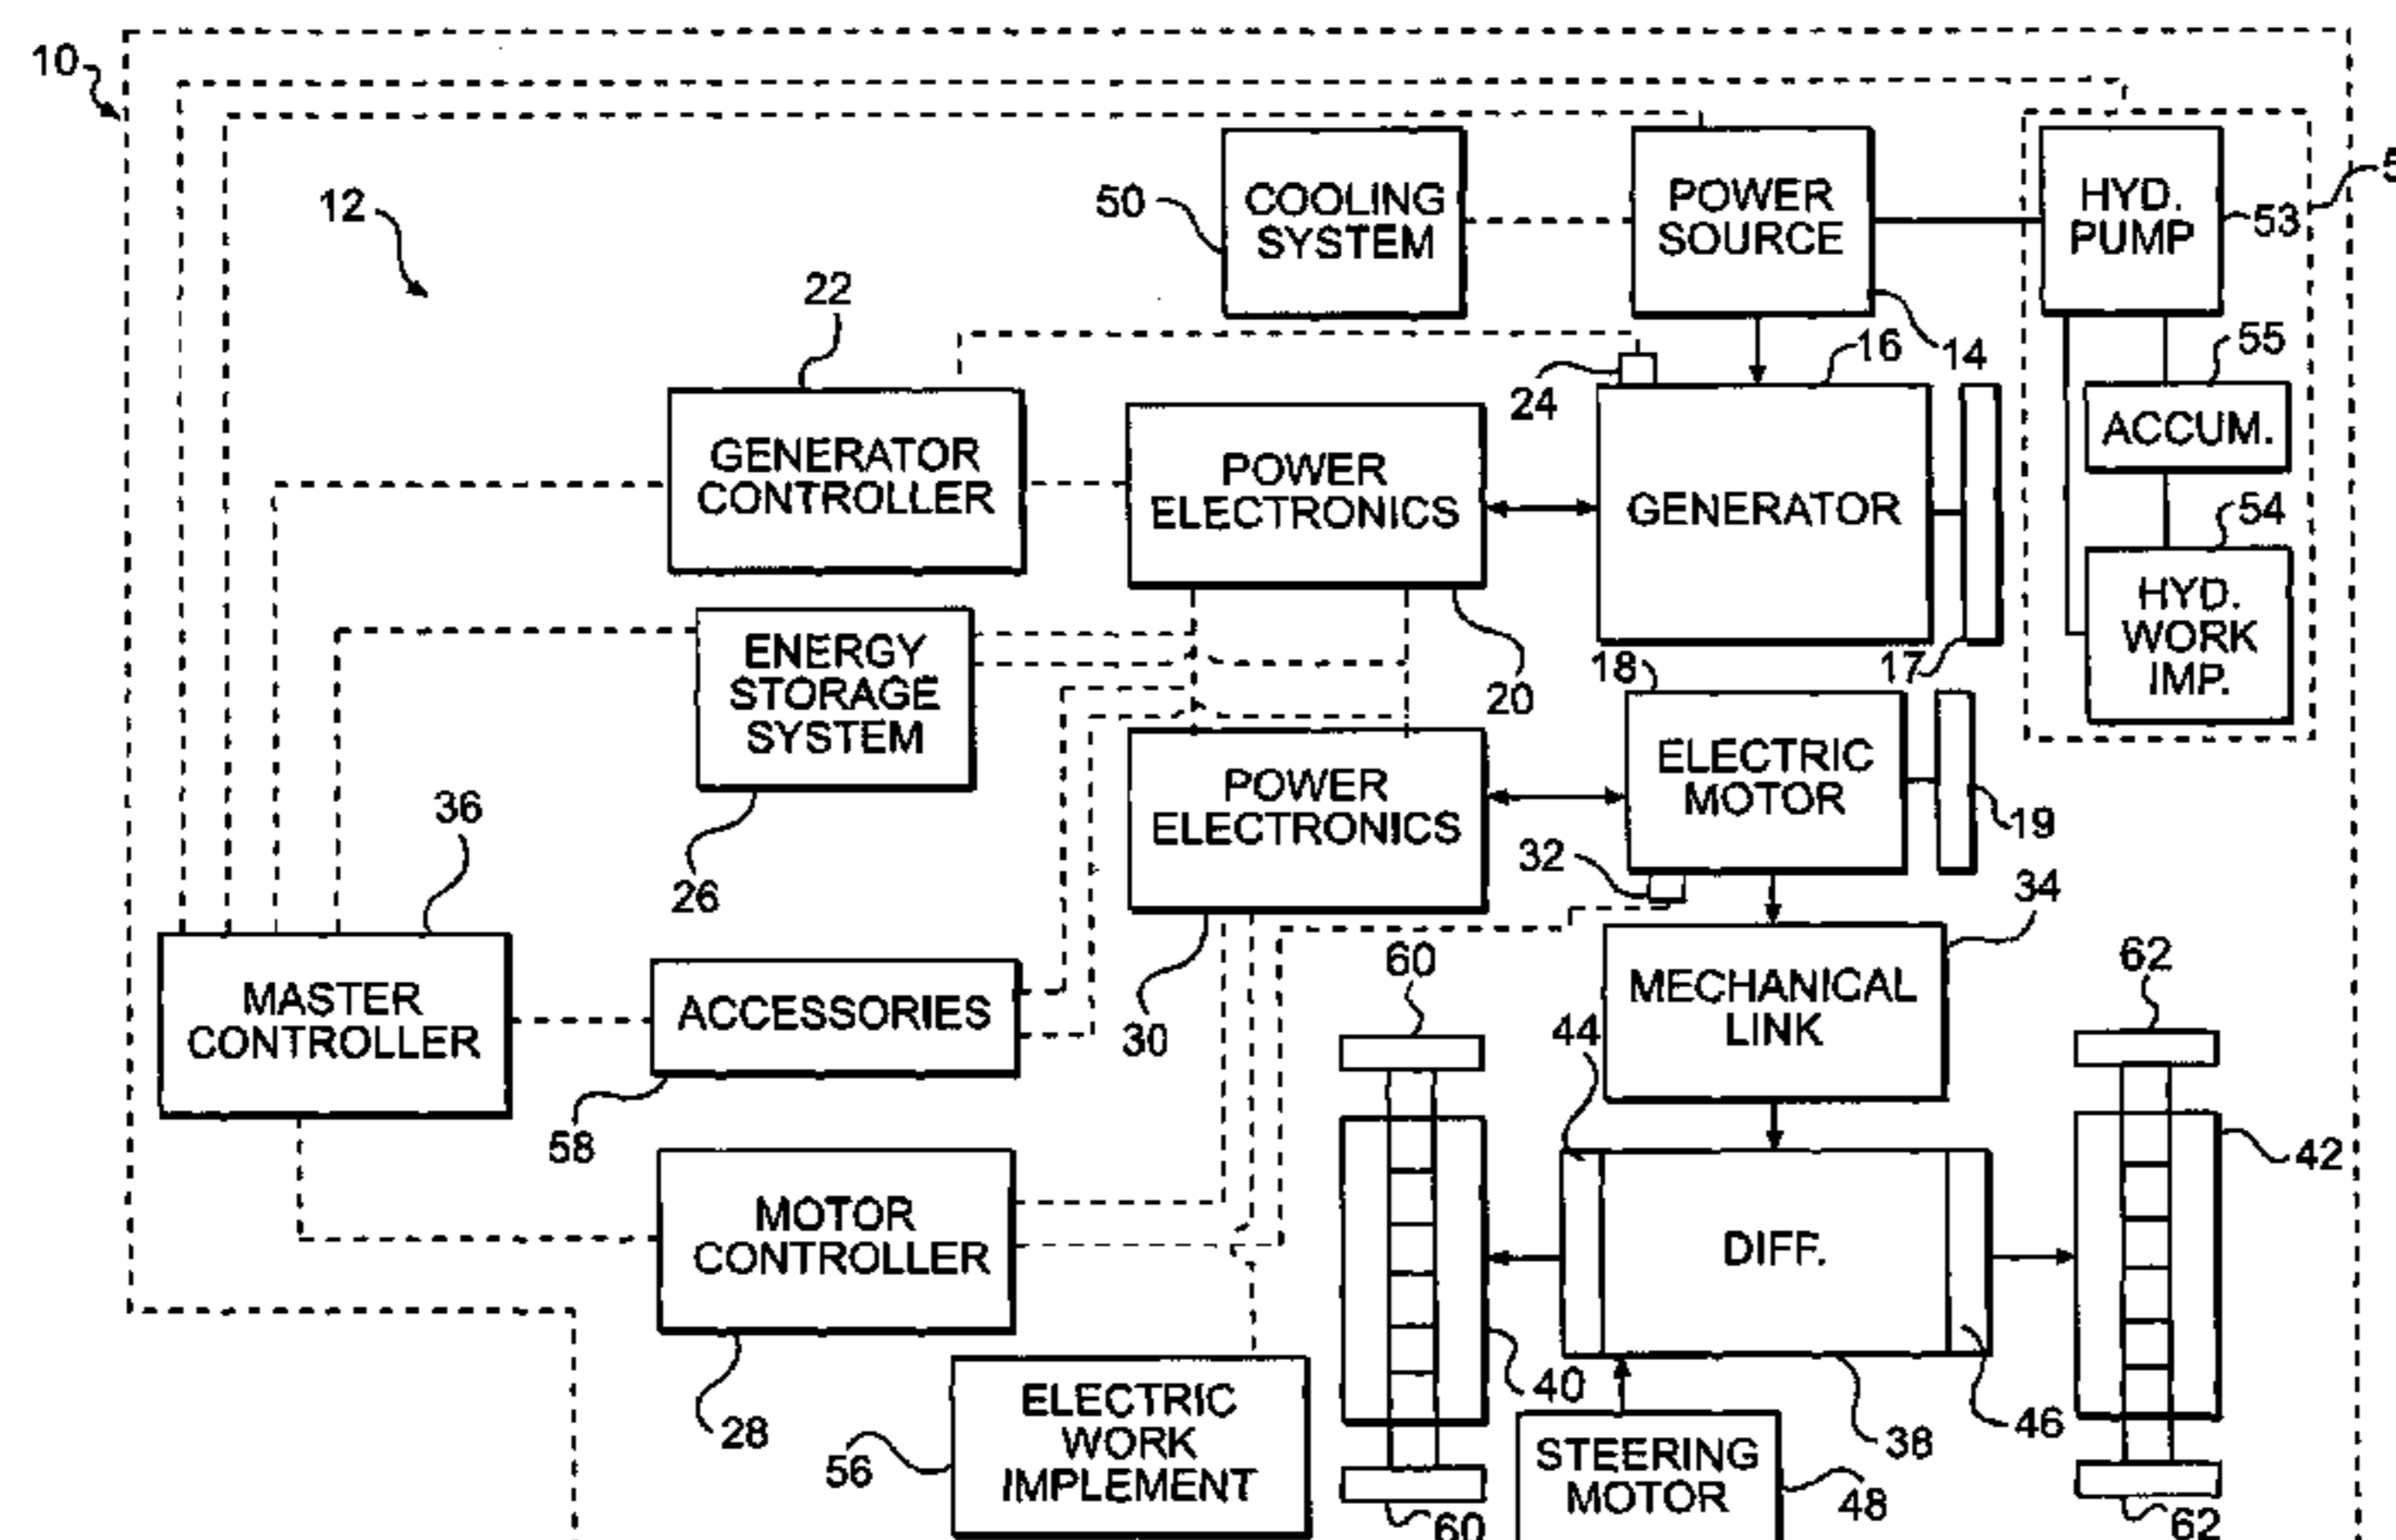 10
12
50
COOLING
SYSTEM
POWER
SOURCE
14
HYD.
PUMP
53
22
24
16
55
ACCUM.
GENERATOR
CONTROLLER
POWER
ELECTRONICS
GENERATOR
54
HYD.
WORK
IMP.
ENERGY
STORAGE
SYSTEM
20
18
17
36
26
POWER
ELECTRONICS
ELECTRIC
MOTOR
19
32
34
MASTER
CONTROLLER
ACCESSORIES
30
60
44
MECHANICAL
LINK
62
58
42
MOTOR
CONTROLLER
DIFF.
28
56
ELECTRIC
WORK
IMPLEMENT
40
STEERING
MOTOR
38
46
48
60
62